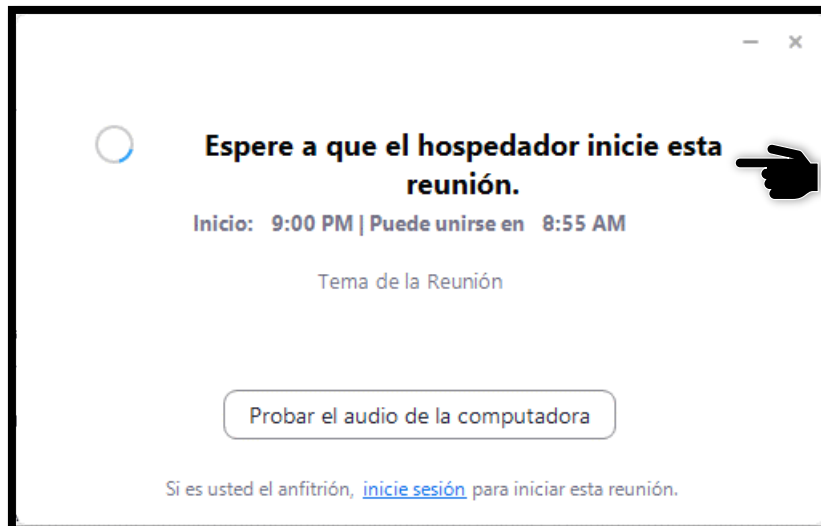 Espere a que el hospedador inicie esta
reunión.
Inicio: 9:00 PM | Puede unirse en 8:55 AM
Tema de la Reunión
Probar el audio de la computadora
Si es usted el anfitrión, inicie sesión para iniciar esta reunión.